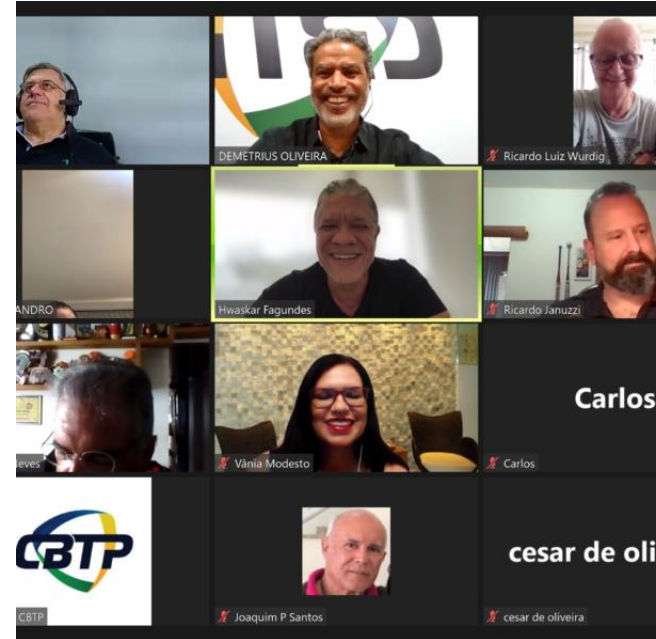 DEMETRIUS OLIVEIRA
Ricardo Luiz Wurdig
ANDRO
Hwaskar Fagundes
Ricardo Januzzi
Neves
Vânia Modesto
Carlos
Carlos
CBTP
CBTP
Joaquim P Santos
cesar de oli
cesar de oliveira